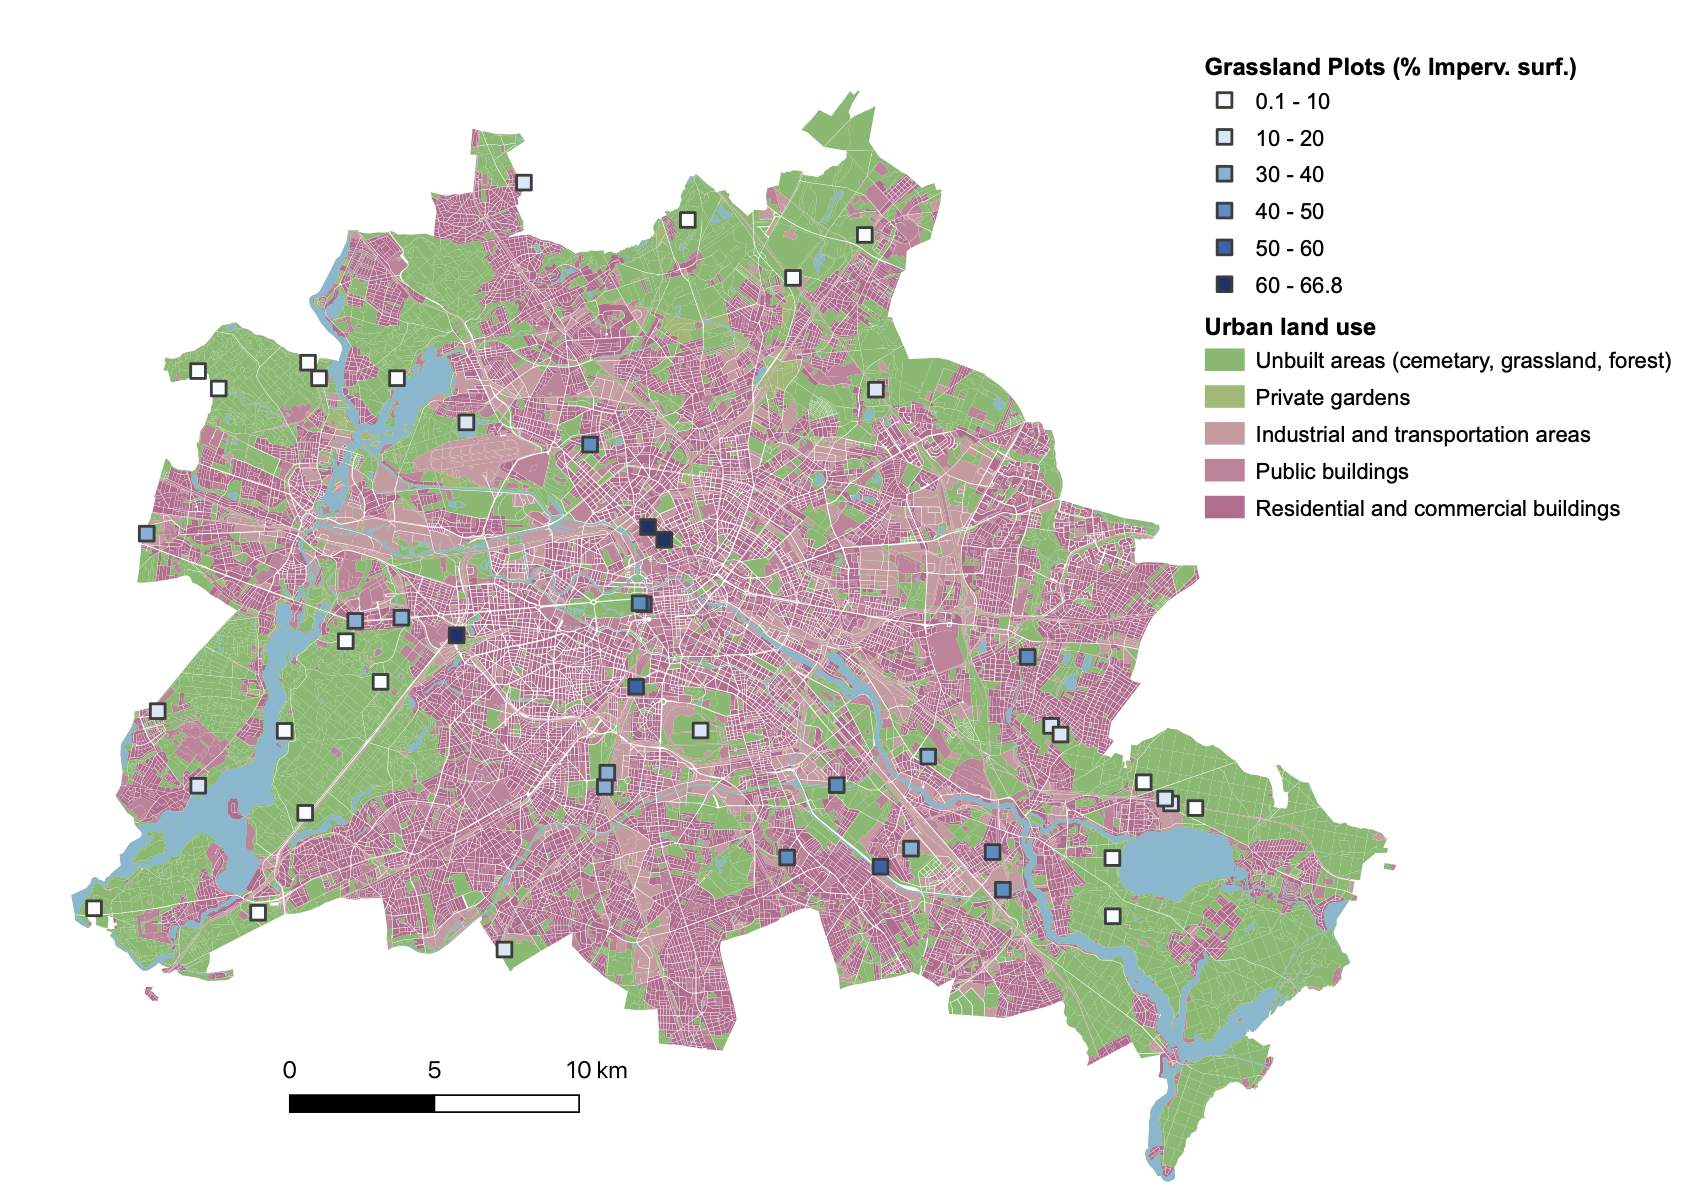 Grassland Plots (% Imperv. surf.)
0.1 - 10
10 - 20
30 - 40
40 - 50
50 - 60
60 - 66.8
Urban land use
Unbuilt areas (cemetary, grassland, forest)
Private gardens
Industrial and transportation areas
Public buildings
Residential and commercial buildings
0 5 10 km